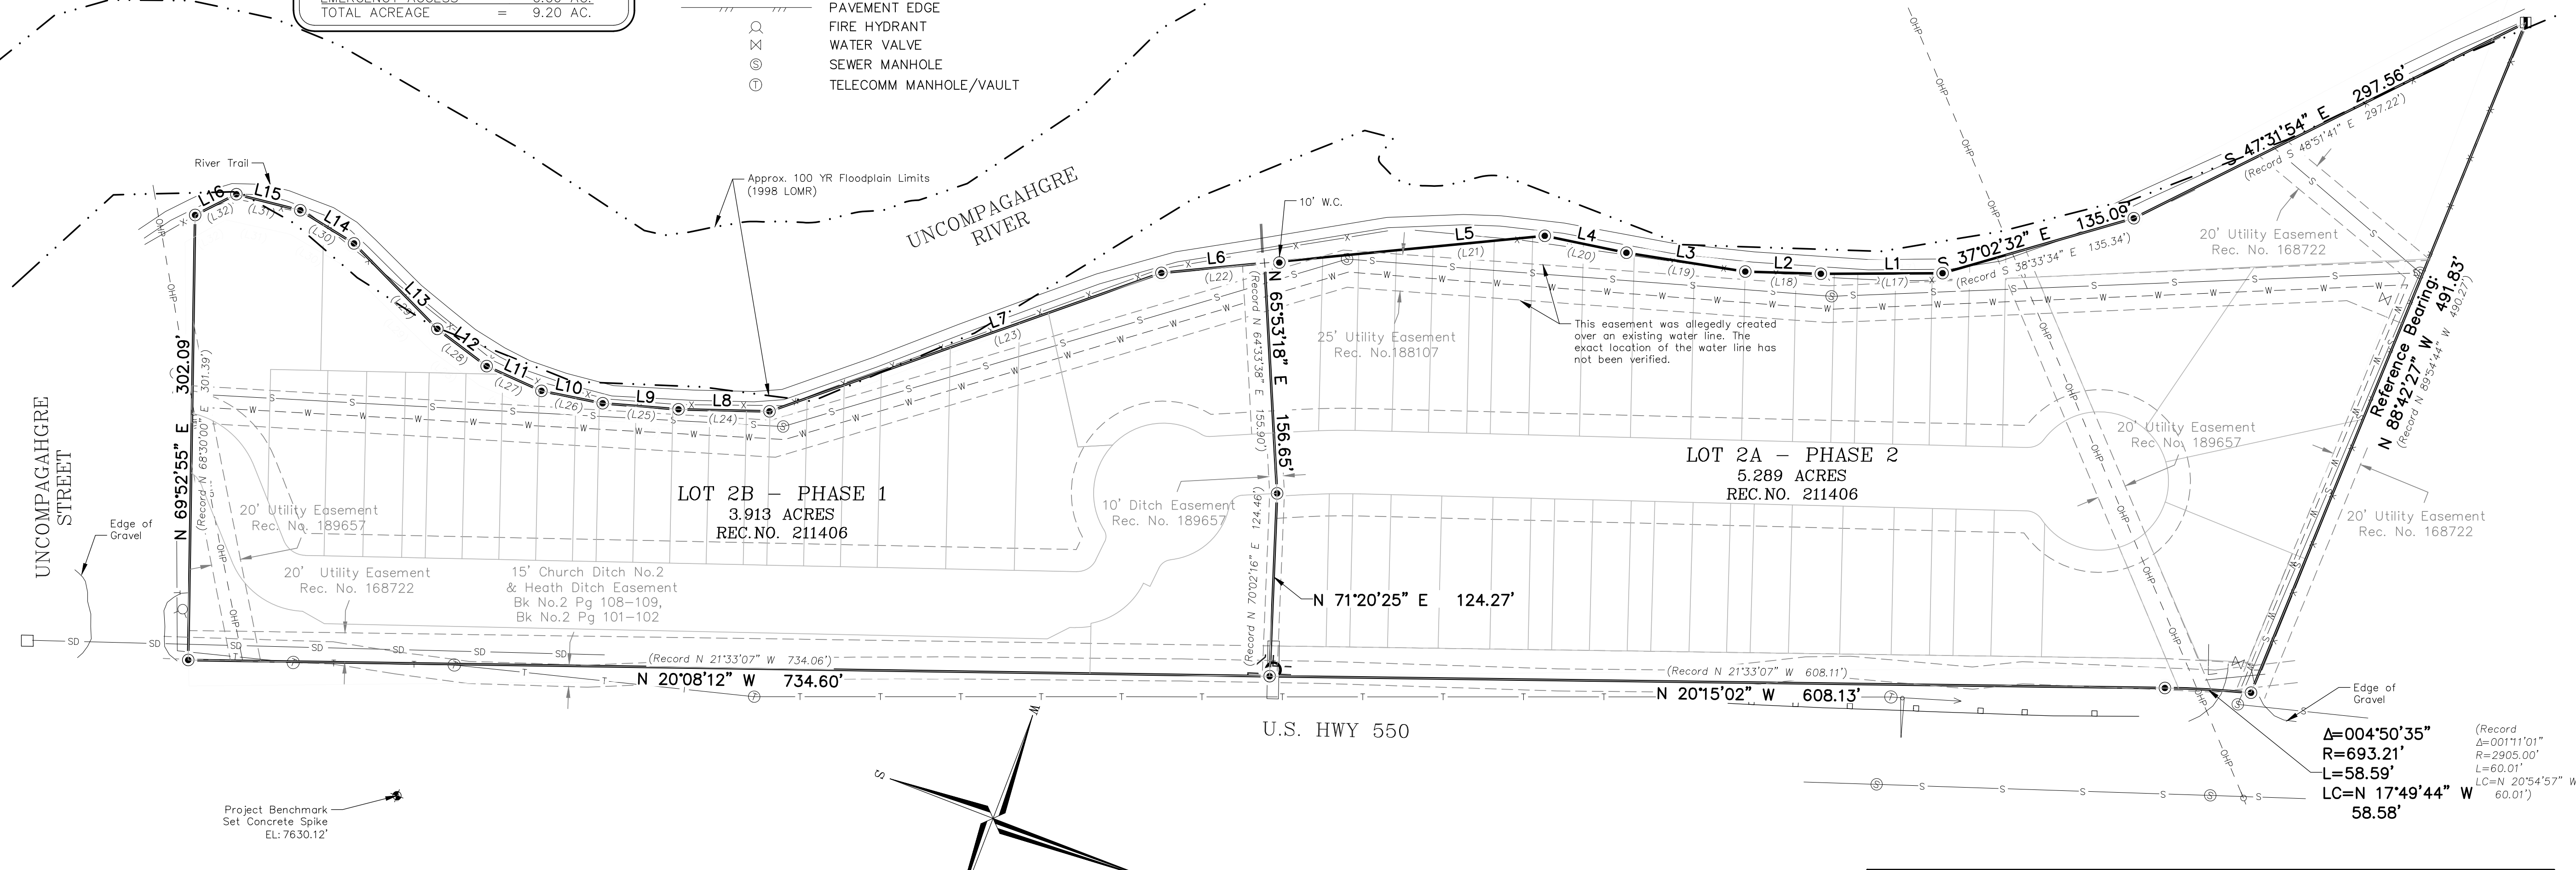 TOTAL ACREAGE = 9.20 AC.
PAVEMENT EDGE
FIRE HYDRANT
WATER VALVE
SEWER MANHOLE
TELECOMM MANHOLE/VAULT
River Trail
Approx. 100 YR Floodplain Limits
(1998 LOMR)
UNCOMPAGAHGRE
RIVER
10' W.C.
L16
(L32)
L15
(L31)
L14
(L30)
L13
(L29)
L12
(L28)
L11
(L27)
L10
(L26)
L9
(L25)
L8
(L24)
L7
(L23)
L6
(L22)
L5
(L21)
L4
(L20)
L3
(L19)
L2
(L18)
L1
(L17)
S 37°02'32" E 135.09'
(Record S 38°33'34" E 135.34')
S 47°31'54" E 297.56'
(Record S 48°51'41" E 297.22')
20' Utility Easement
Rec. No. 168722
Reference Bearing:
N 88°42'27" W 491.83'
(Record N 89°54'44" W 490.27')
25' Utility Easement
Rec. No.188107
This easement was allegedly created
over an existing water line. The
exact location of the water line has
not been verified.
N 65°53'18" E 156.65'
(Record N 64°33'38" E 155.90')
N 69°52'55" E 302.09'
(Record N 68°30'00" E 301.39')
UNCOMPAGAHGRE
STREET
Edge of
Gravel
20' Utility Easement
Rec. No. 189657
20' Utility Easement
Rec. No. 168722
15' Church Ditch No.2
& Heath Ditch Easement
Bk No.2 Pg 108-109,
Bk No.2 Pg 101-102
LOT 2B - PHASE 1
3.913 ACRES
REC.NO. 211406
10' Ditch Easement
Rec. No. 189657
LOT 2A - PHASE 2
5.289 ACRES
REC.NO. 211406
20' Utility Easement
Rec No. 189657
20' Utility Easement
Rec. No. 168722
(Record N 70°02'16" E 124.46')
N 71°20'25" E 124.27'
(Record N 21°33'07" W 734.06')
N 20°08'12" W 734.60'
(Record N 21°33'07" W 608.11')
N 20°15'02" W 608.13'
U.S. HWY 550
Edge of
Gravel
Δ=004°50'35"
R=693.21'
L=58.59'
LC=N 17°49'44" W
58.58'
(Record
Δ=001°11'01"
R=2905.00'
L=60.01'
LC=N 20°54'57" W
60.01')
Project Benchmark
Set Concrete Spike
EL: 7630.12'
W
S